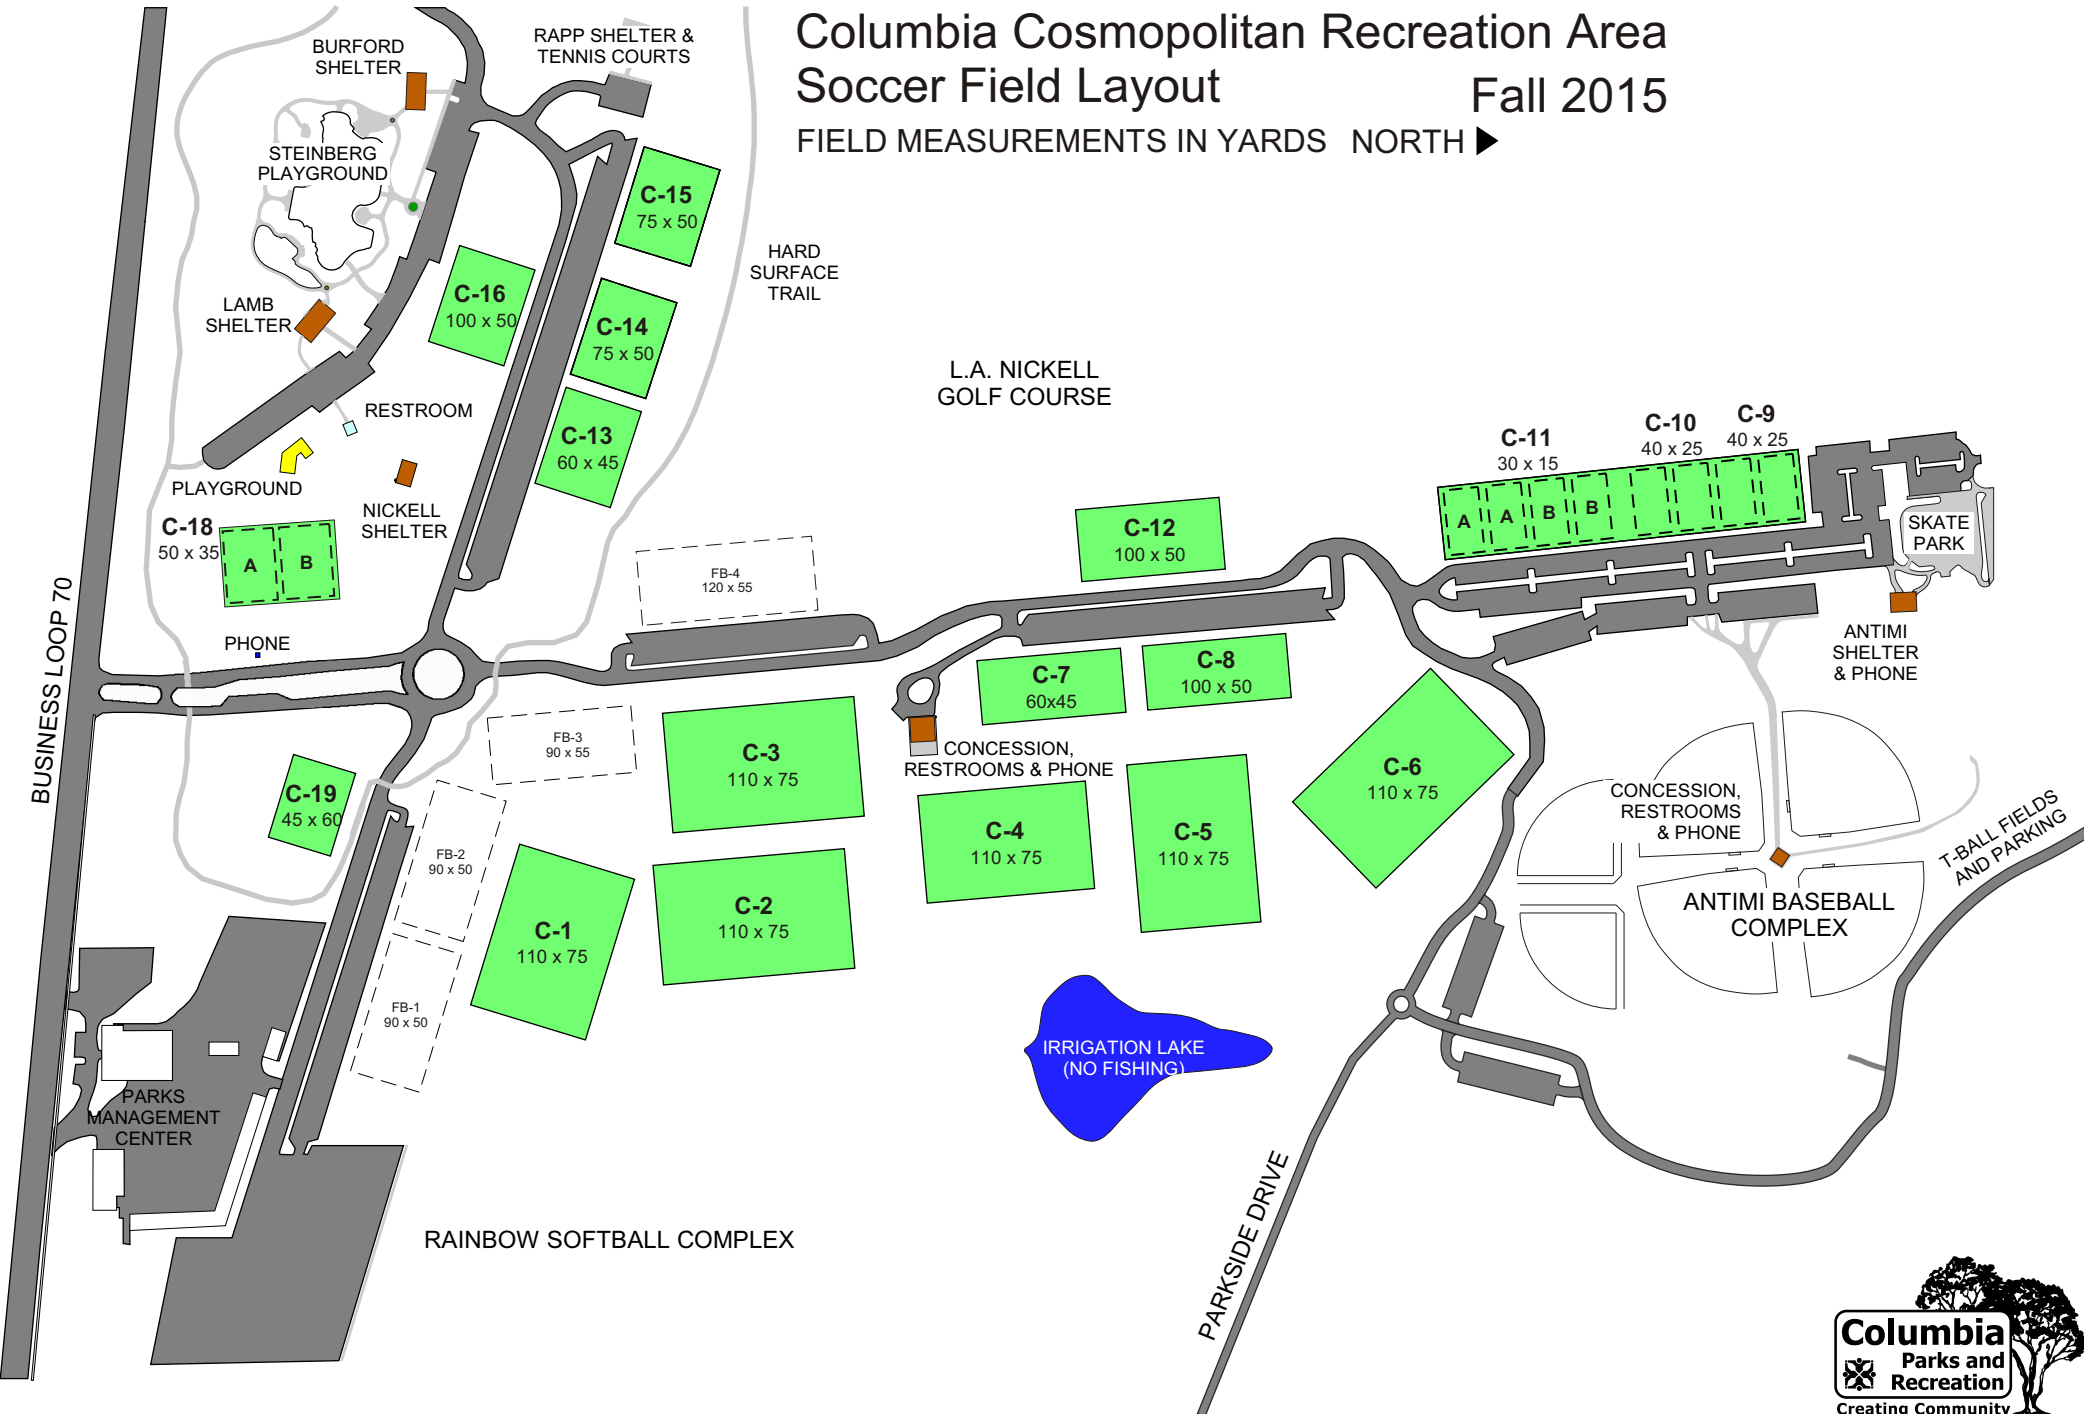 Columbia Cosmopolitan Recreation Area
Soccer Field Layout
Fall 2015
FIELD MEASUREMENTS IN YARDS NORTH
BURFORD
SHELTER
RAPP SHELTER &
TENNIS COURTS
STEINBERG
PLAYGROUND
C-15
75 x 50
HARD
SURFACE
TRAIL
C-16
100 x 50
LAMB
SHELTER
C-14
75 x 50
L.A. NICKELL
GOLF COURSE
RESTROOM
C-13
60 x 45
PLAYGROUND
NICKELL
SHELTER
C-18
50 x 35
A
B
C-11
30 x 15
C-10
40 x 25
C-9
40 x 25
A
A
B
B
SKATE
PARK
C-12
100 x 50
FB-4
120 x 55
BUSINESS LOOP 70
PHONE
ANTIMI
SHELTER
& PHONE
C-7
60x45
C-8
100 x 50
FB-3
90 x 55
C-3
110 x 75
CONCESSION,
RESTROOMS & PHONE
C-6
110 x 75
CONCESSION,
RESTROOMS
& PHONE
T-BALL FIELDS
AND PARKING
C-19
45 x 60
FB-2
90 x 50
C-4
110 x 75
C-5
110 x 75
C-1
110 x 75
C-2
110 x 75
ANTIMI BASEBALL
COMPLEX
FB-1
90 x 50
IRRIGATION LAKE
(NO FISHING)
PARKS
MANAGEMENT
CENTER
RAINBOW SOFTBALL COMPLEX
PARKSIDE DRIVE
Columbia
Parks and
Recreation
Creating Community